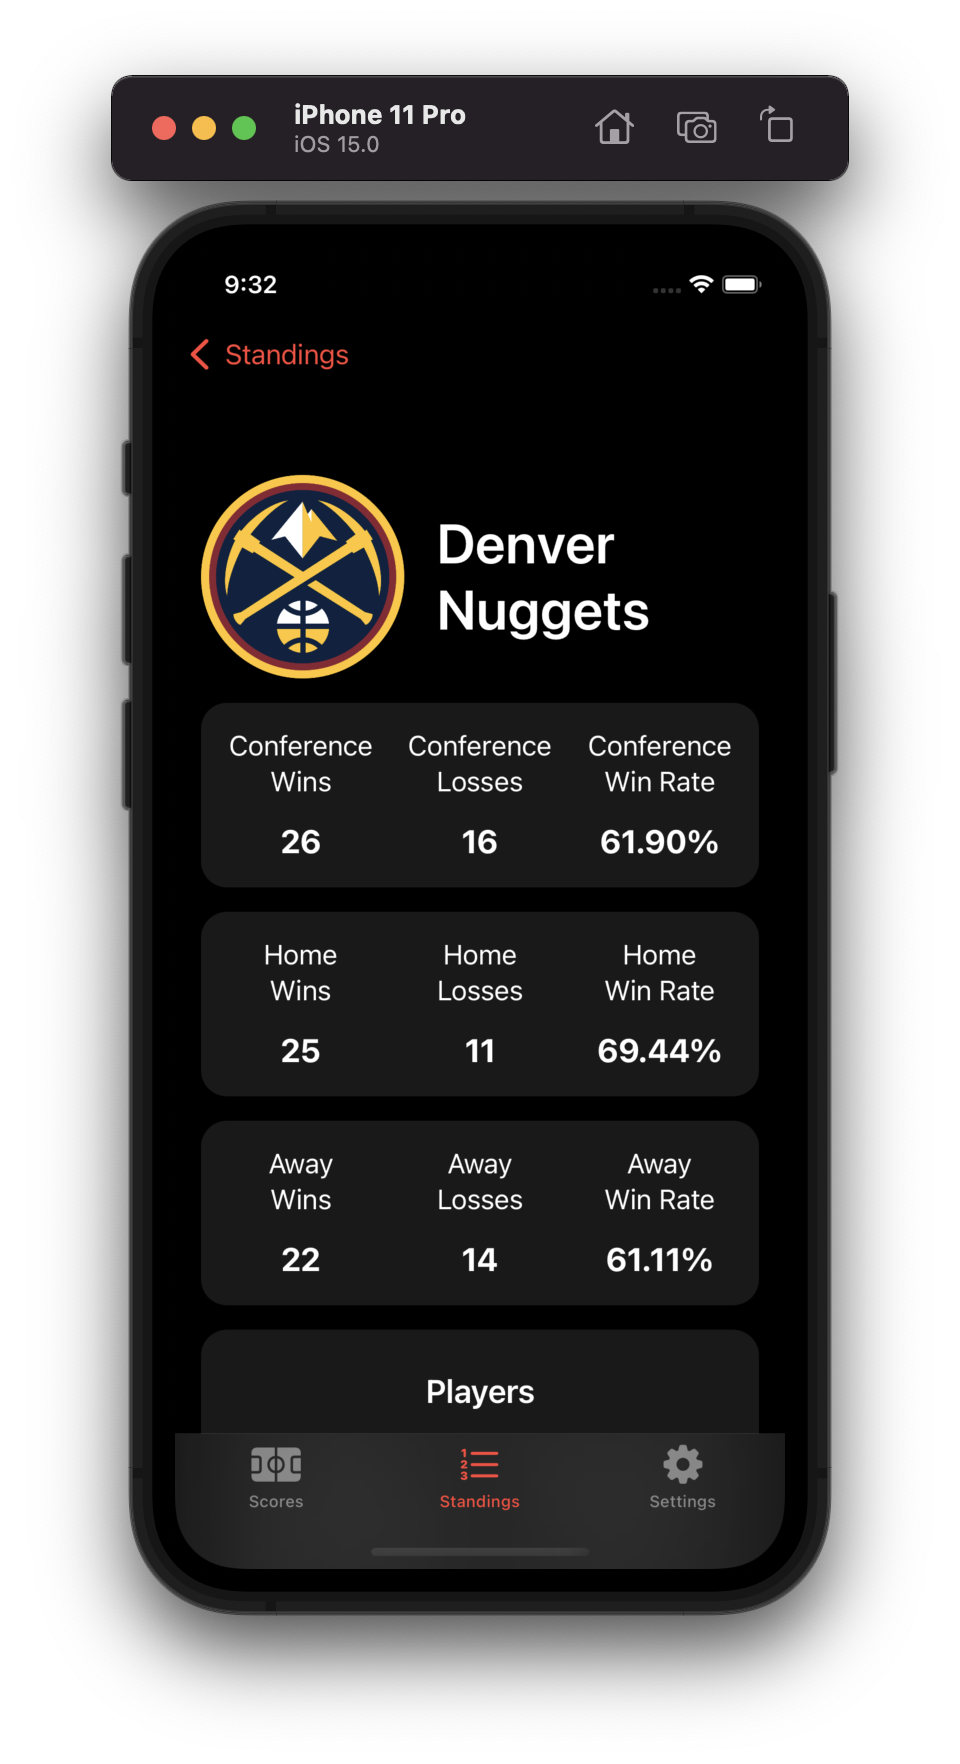 iPhone 11 Pro
iOS 15.0
9:32
Standings
Denver
Nuggets
Conference Conference Conference
Wins Losses Win Rate
26 16 61.90%
Home Home Home
Wins Losses Win Rate
25 11 69.44%
Away Away Away
Wins Losses Win Rate
22 14 61.11%
Players
1
2
3
Scores Standings Settings